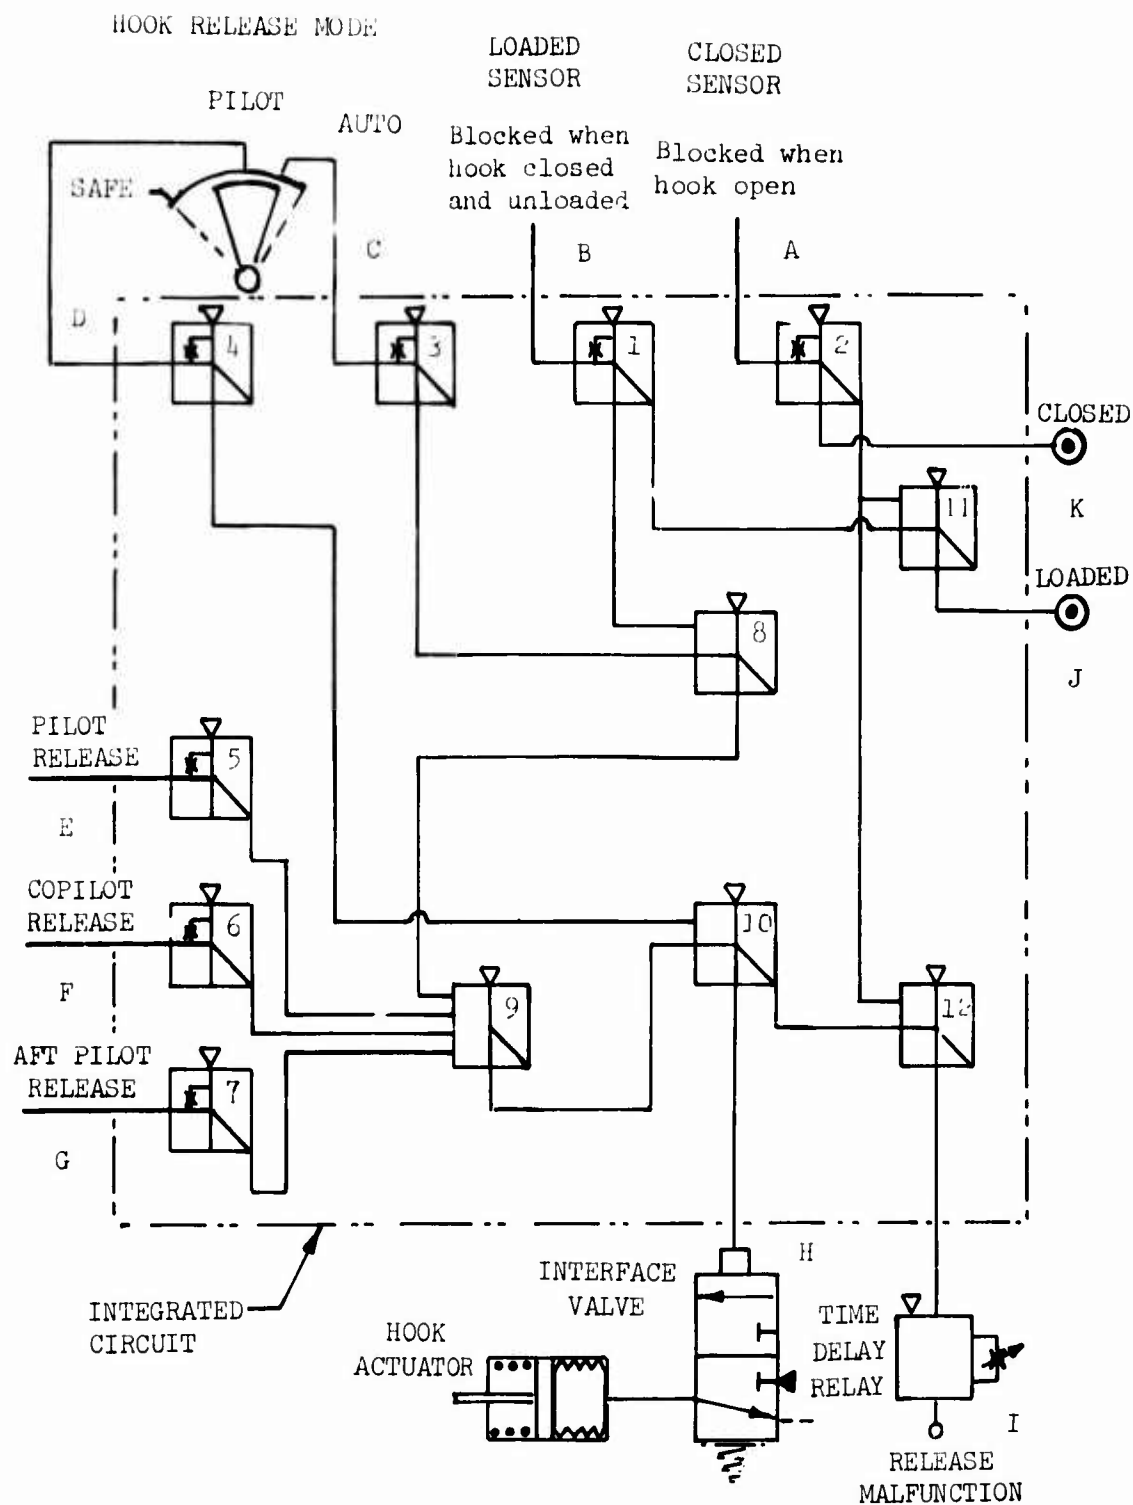 HOOK RELEASE MODE
PILOT
AUTO
SAFE
LOADED
SENSOR
Blocked when
hook closed
and unloaded
CLOSED
SENSOR
Blocked when
hook open
C
B
A
D
4
3
1
2
CLOSED
K
11
LOADED
J
8
PILOT
RELEASE
5
E
COPILOT
RELEASE
6
F
10
9
12
AFT PILOT
RELEASE
7
G
H
INTEGRATED
CIRCUIT
INTERFACE
VALVE
HOOK
ACTUATOR
TIME
DELAY
RELAY
I
RELEASE
MALFUNCTION